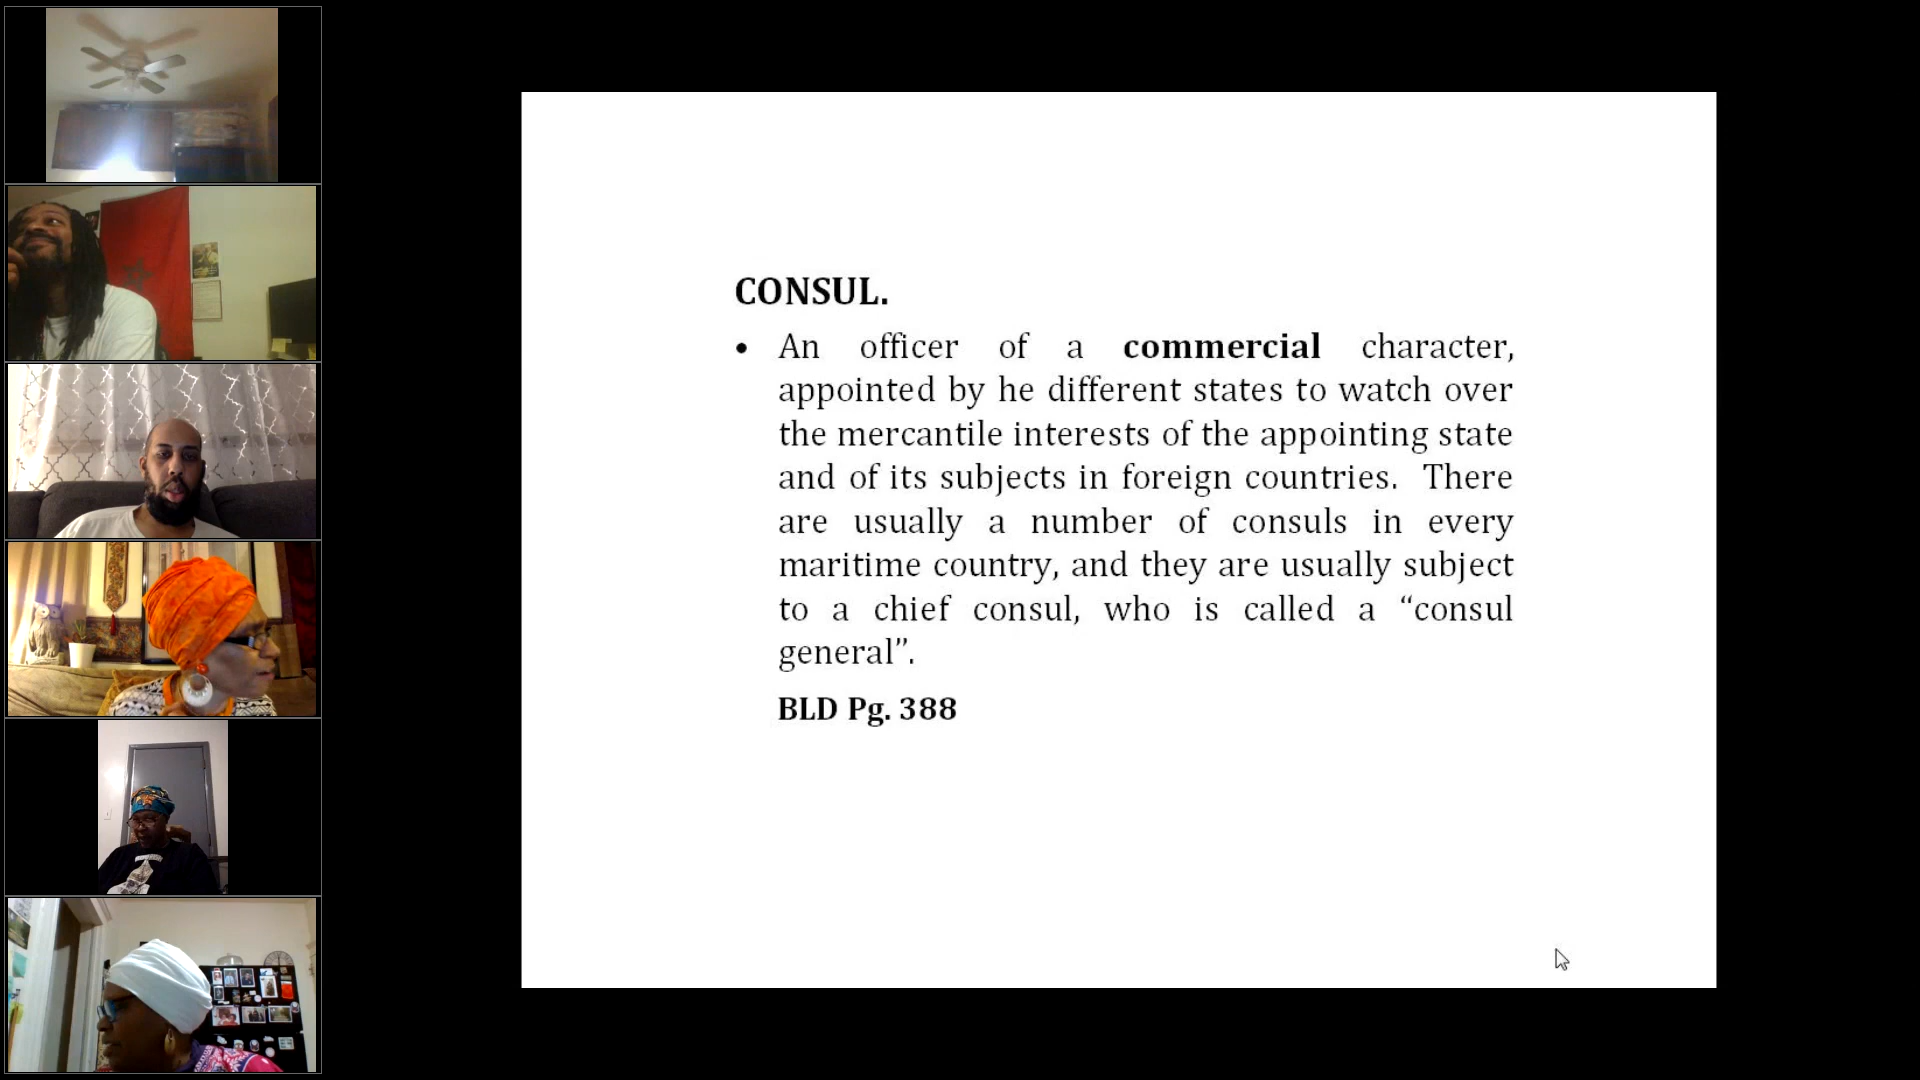 CONSUL.
• An officer of a commercial character,
appointed by he different states to watch over
the mercantile interests of the appointing state
and of its subjects in foreign countries.  There
are usually a number of consuls in every
maritime country, and they are usually subject
to a chief consul, who is called a “consul
general”.
BLD Pg. 388